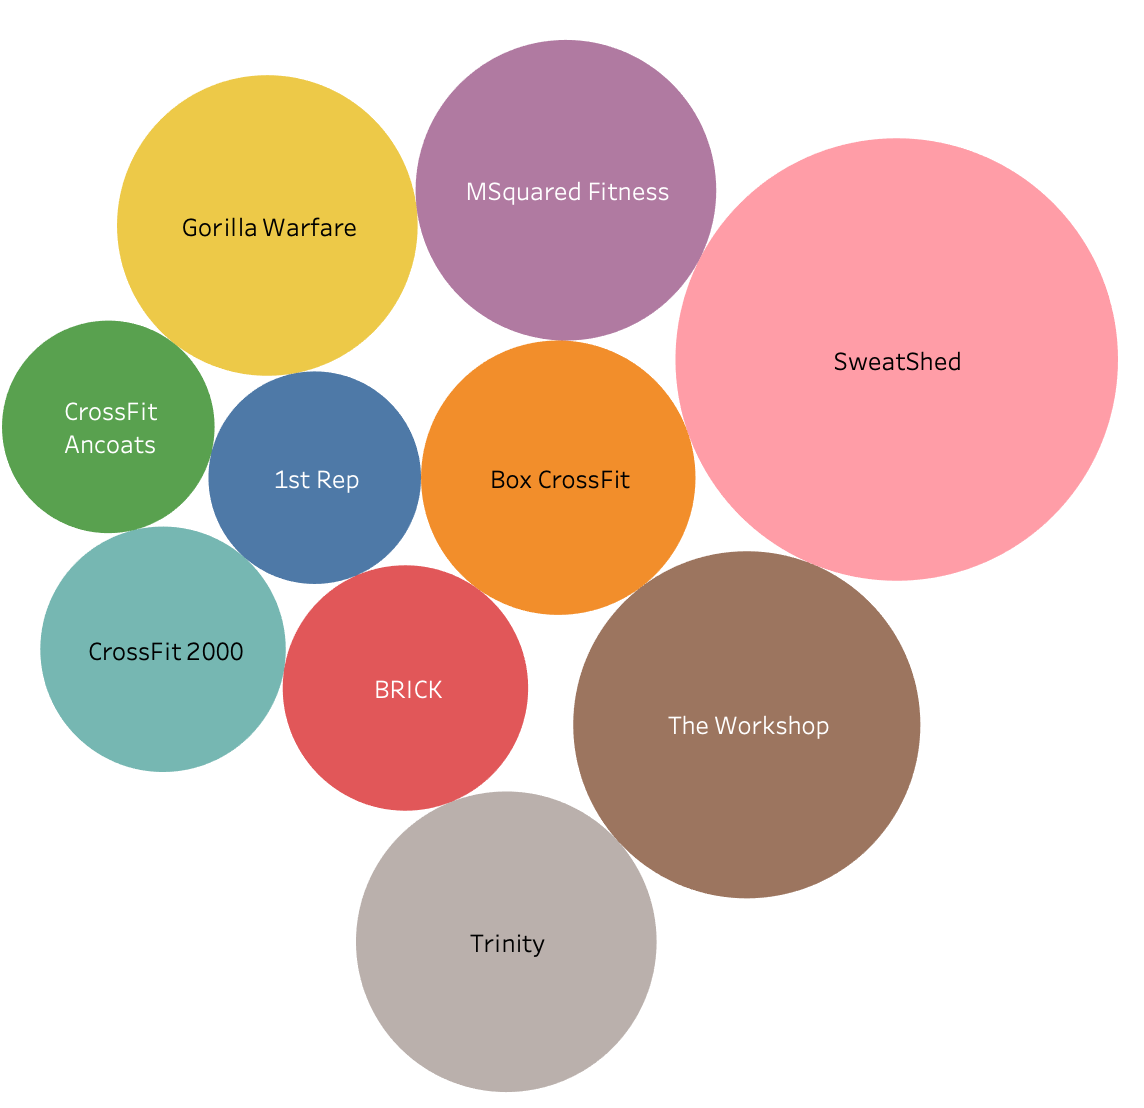 MSquared Fitness
Gorilla Warfare
SweatShed
CrossFit
Ancoats
1st Rep
Box CrossFit
CrossFit 2000
BRICK
The Workshop
Trinity